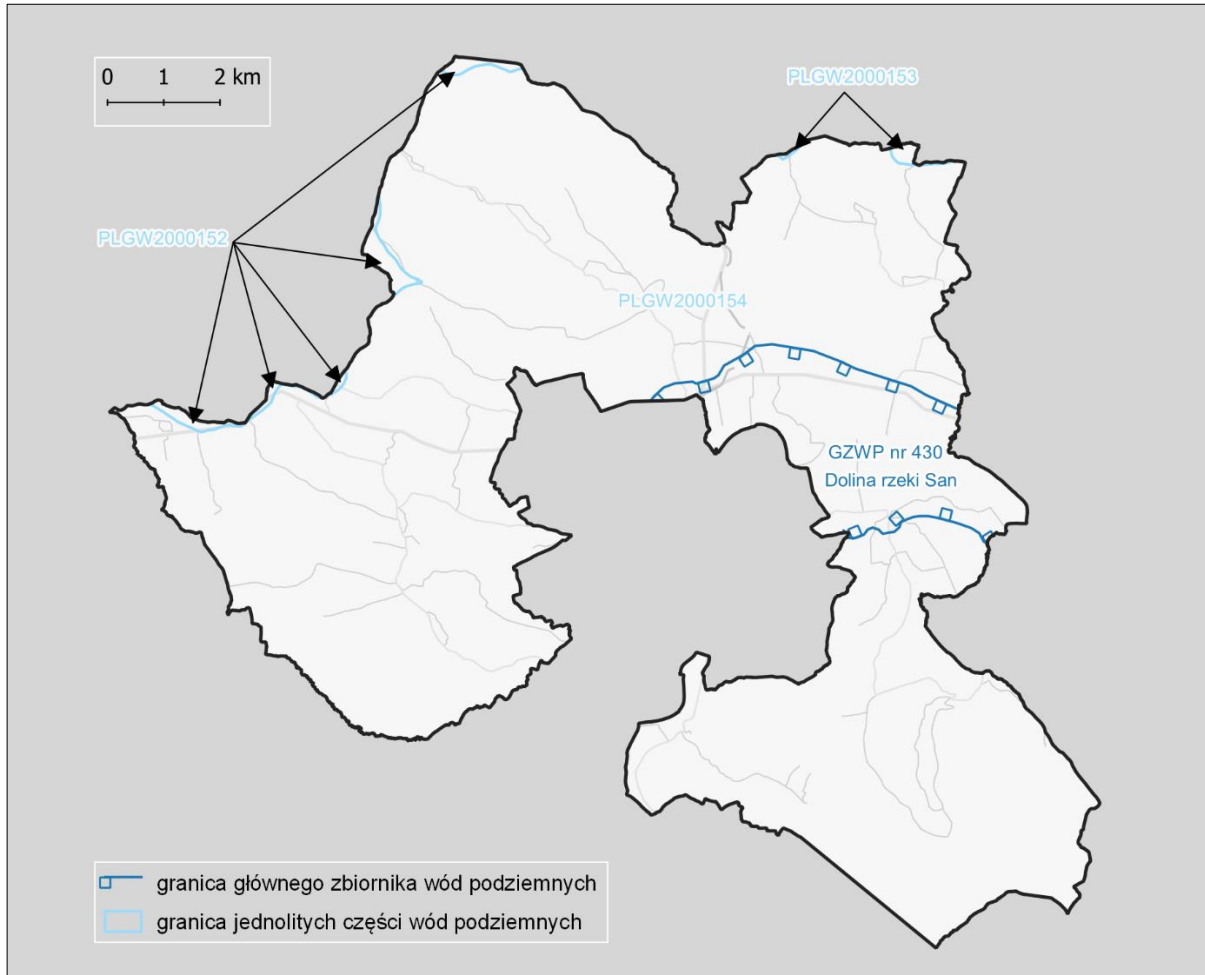 0 1 2 km
PLGW2000153
PLGW2000152
PLGW2000154
GZWP nr 430
Dolina rzeki San
granica głównego zbiornika wód podziemnych
granica jednolitych części wód podziemnych